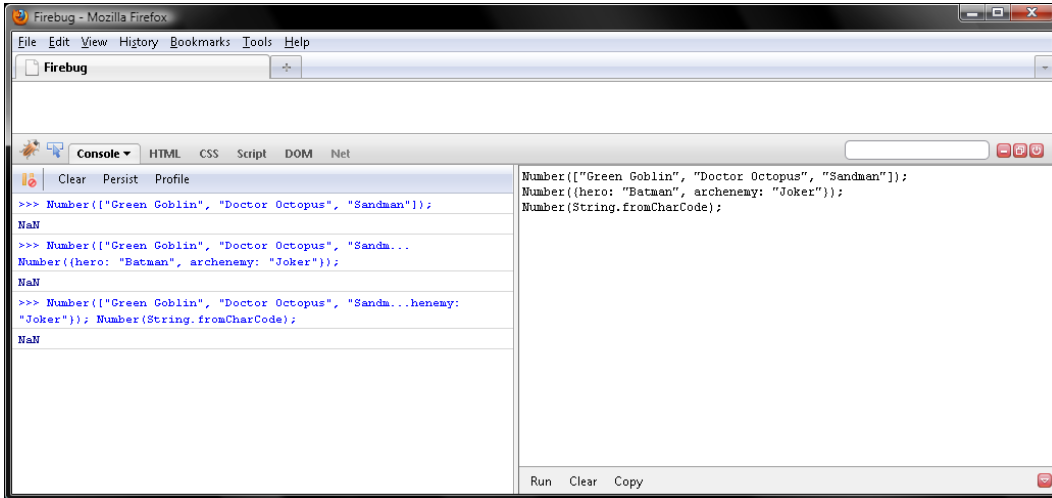 Firebug - Mozilla Firefox
File Edit View History Bookmarks Tools Help
Firebug
Console HTML CSS Script DOM Net
Clear Persist Profile
>>> Number(["Green Goblin", "Doctor Octopus", "Sandman"]);
NaN
>>> Number(["Green Goblin", "Doctor Octopus", "Sandm...
Number({hero: "Batman", archenemy: "Joker"});
NaN
>>> Number(["Green Goblin", "Doctor Octopus", "Sandm...henemy:
"Joker"}); Number(String.fromCharCode);
NaN
Number(["Green Goblin", "Doctor Octopus", "Sandman"]);
Number({hero: "Batman", archenemy: "Joker"});
Number(String.fromCharCode);
Run Clear Copy